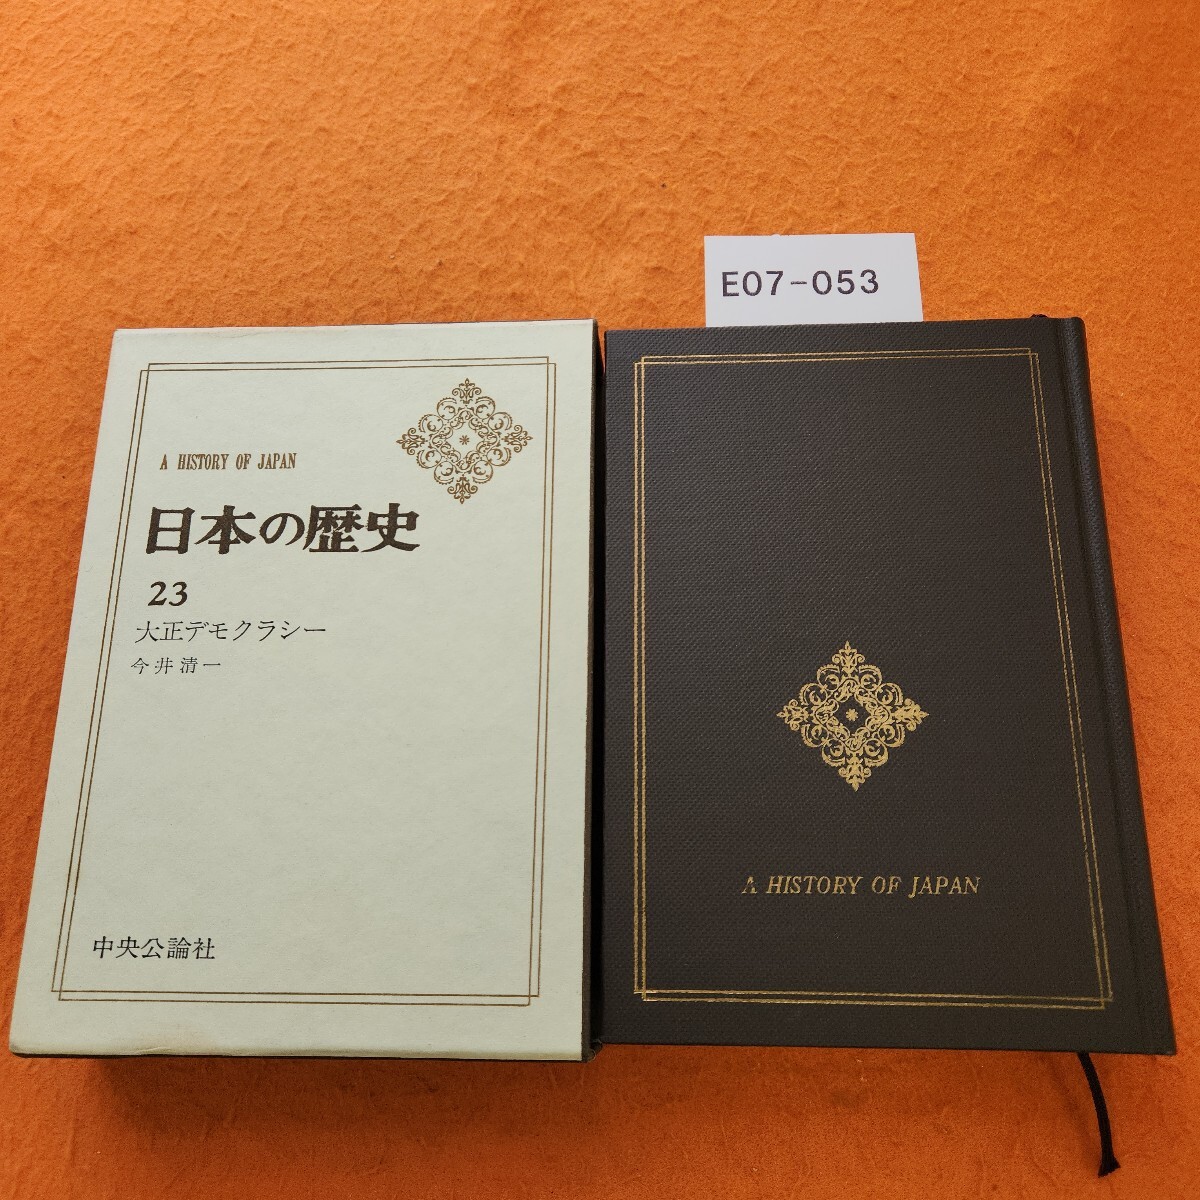 E07-053
A HISTORY OF JAPAN
日本の歴史
23
大正デモクラシー
今井清一
中央公論社
A HISTORY OF JAPAN